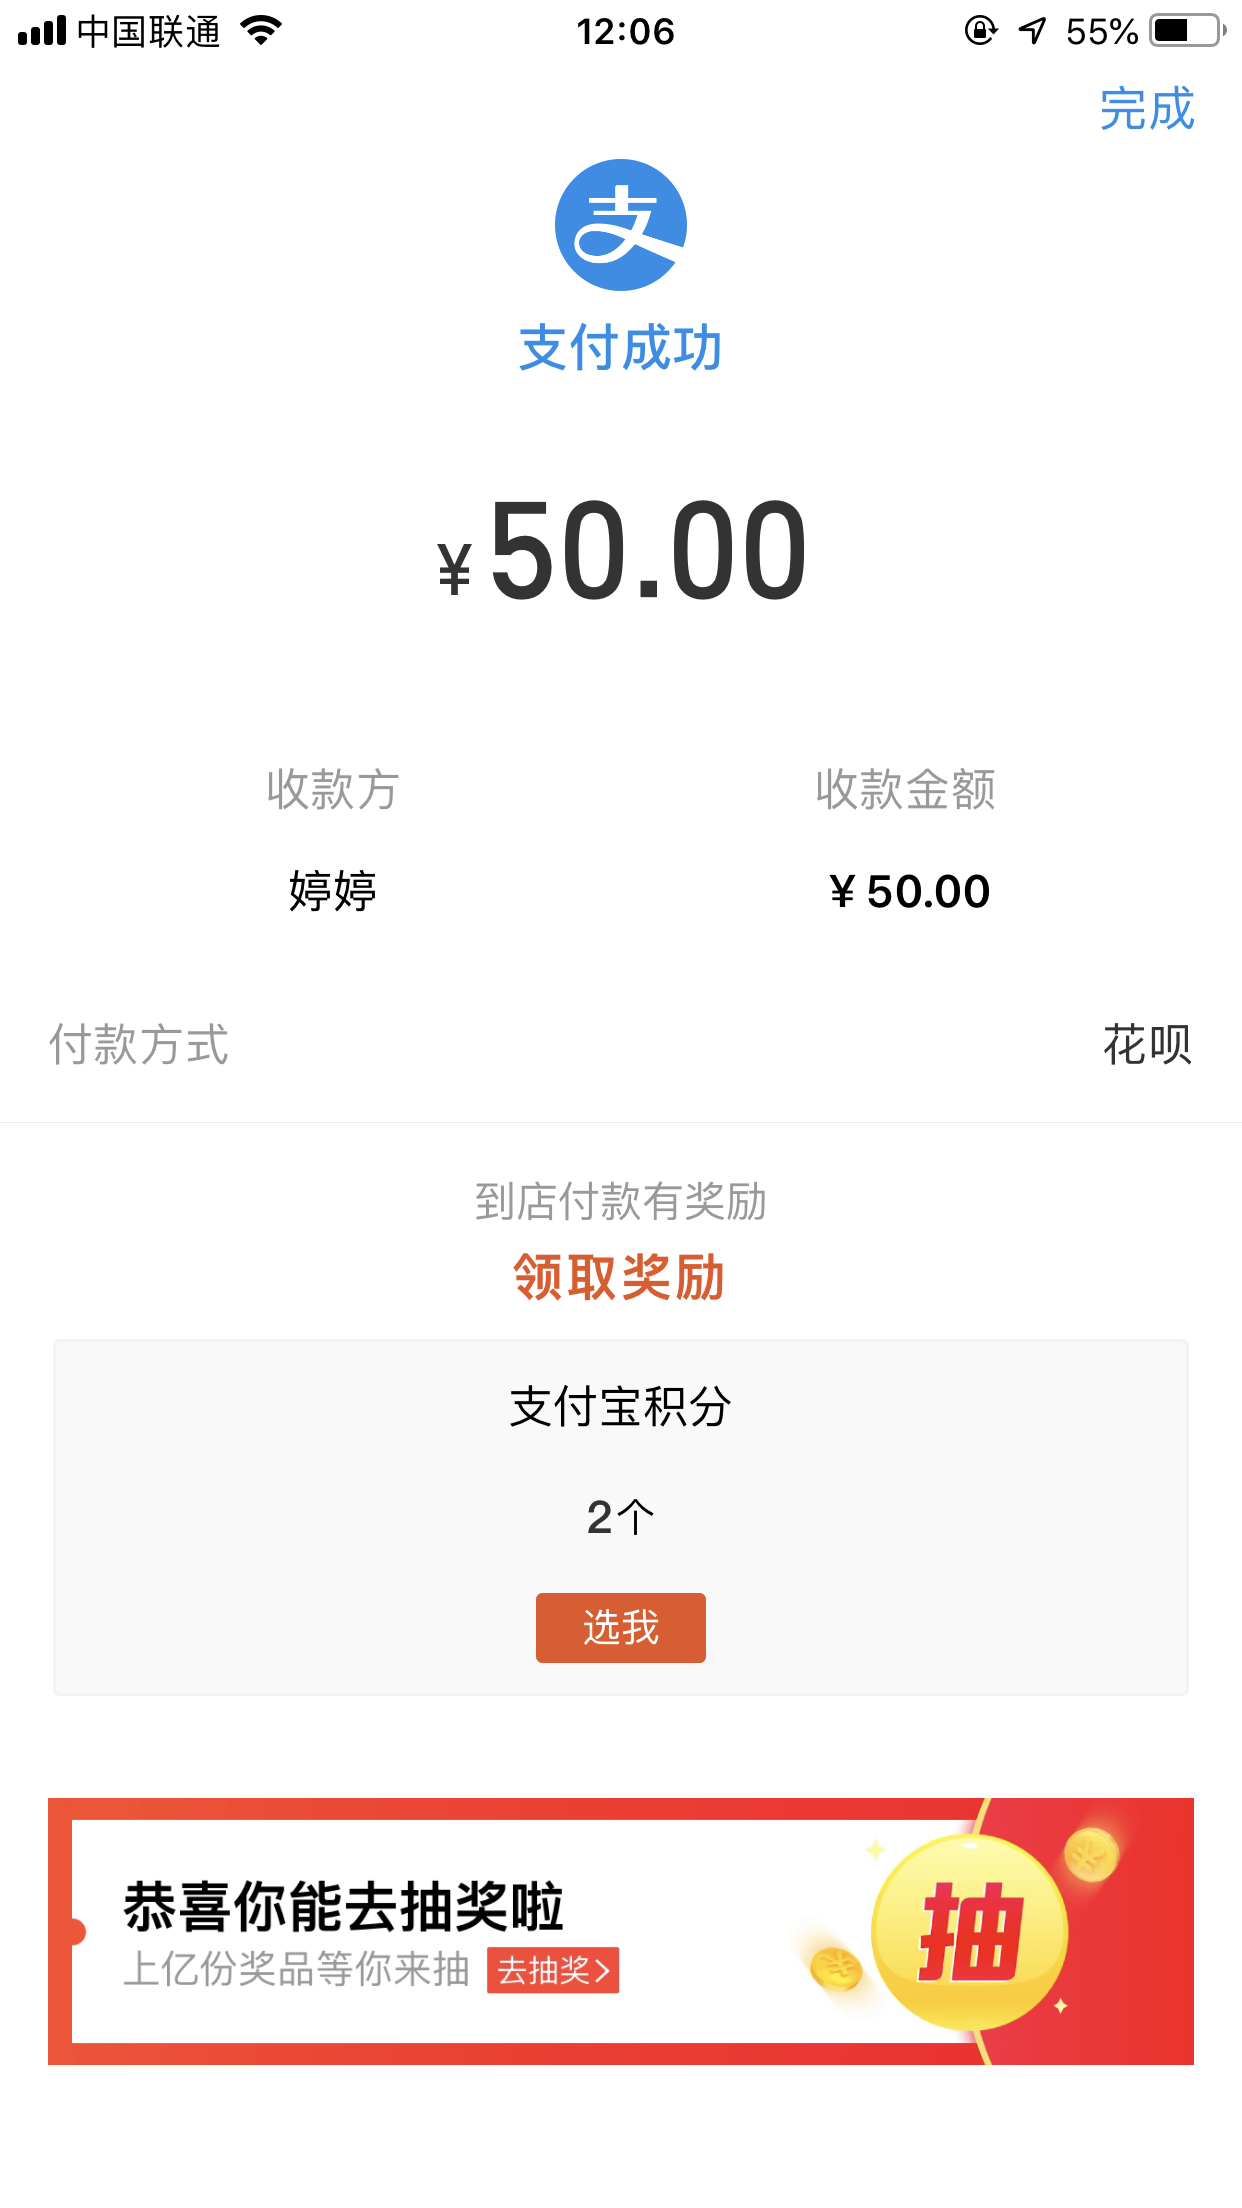 中国联通 12:06 55%
完成
支
支付成功
¥50.00
收款方 收款金额
婷婷 ¥ 50.00
付款方式 花呗
到店付款有奖励
领取奖励
支付宝积分
2个
选我
恭喜你能去抽奖啦
上亿份奖品等你来抽 去抽奖>
抽